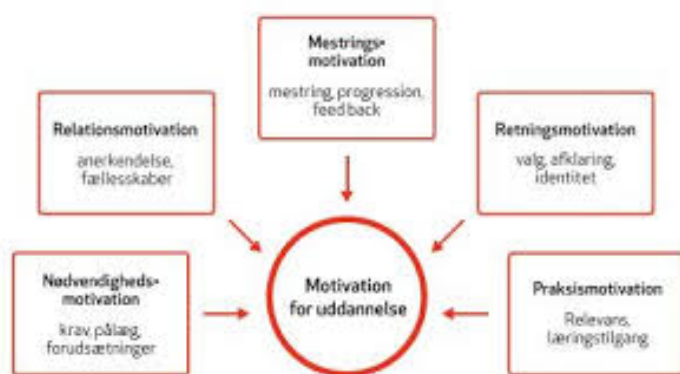 Mestrings-
motivation
mestring, progression,
feedback
Relationsmotivation
anerkendelse,
fællesskaber
Retningsmotivation
valg, afklaring,
identitet
Nødvendigheds-
motivation
krav, pålæg,
forudsætninger
Motivation
for uddannelse
Praksismotivation
Relevans,
læringstilgang